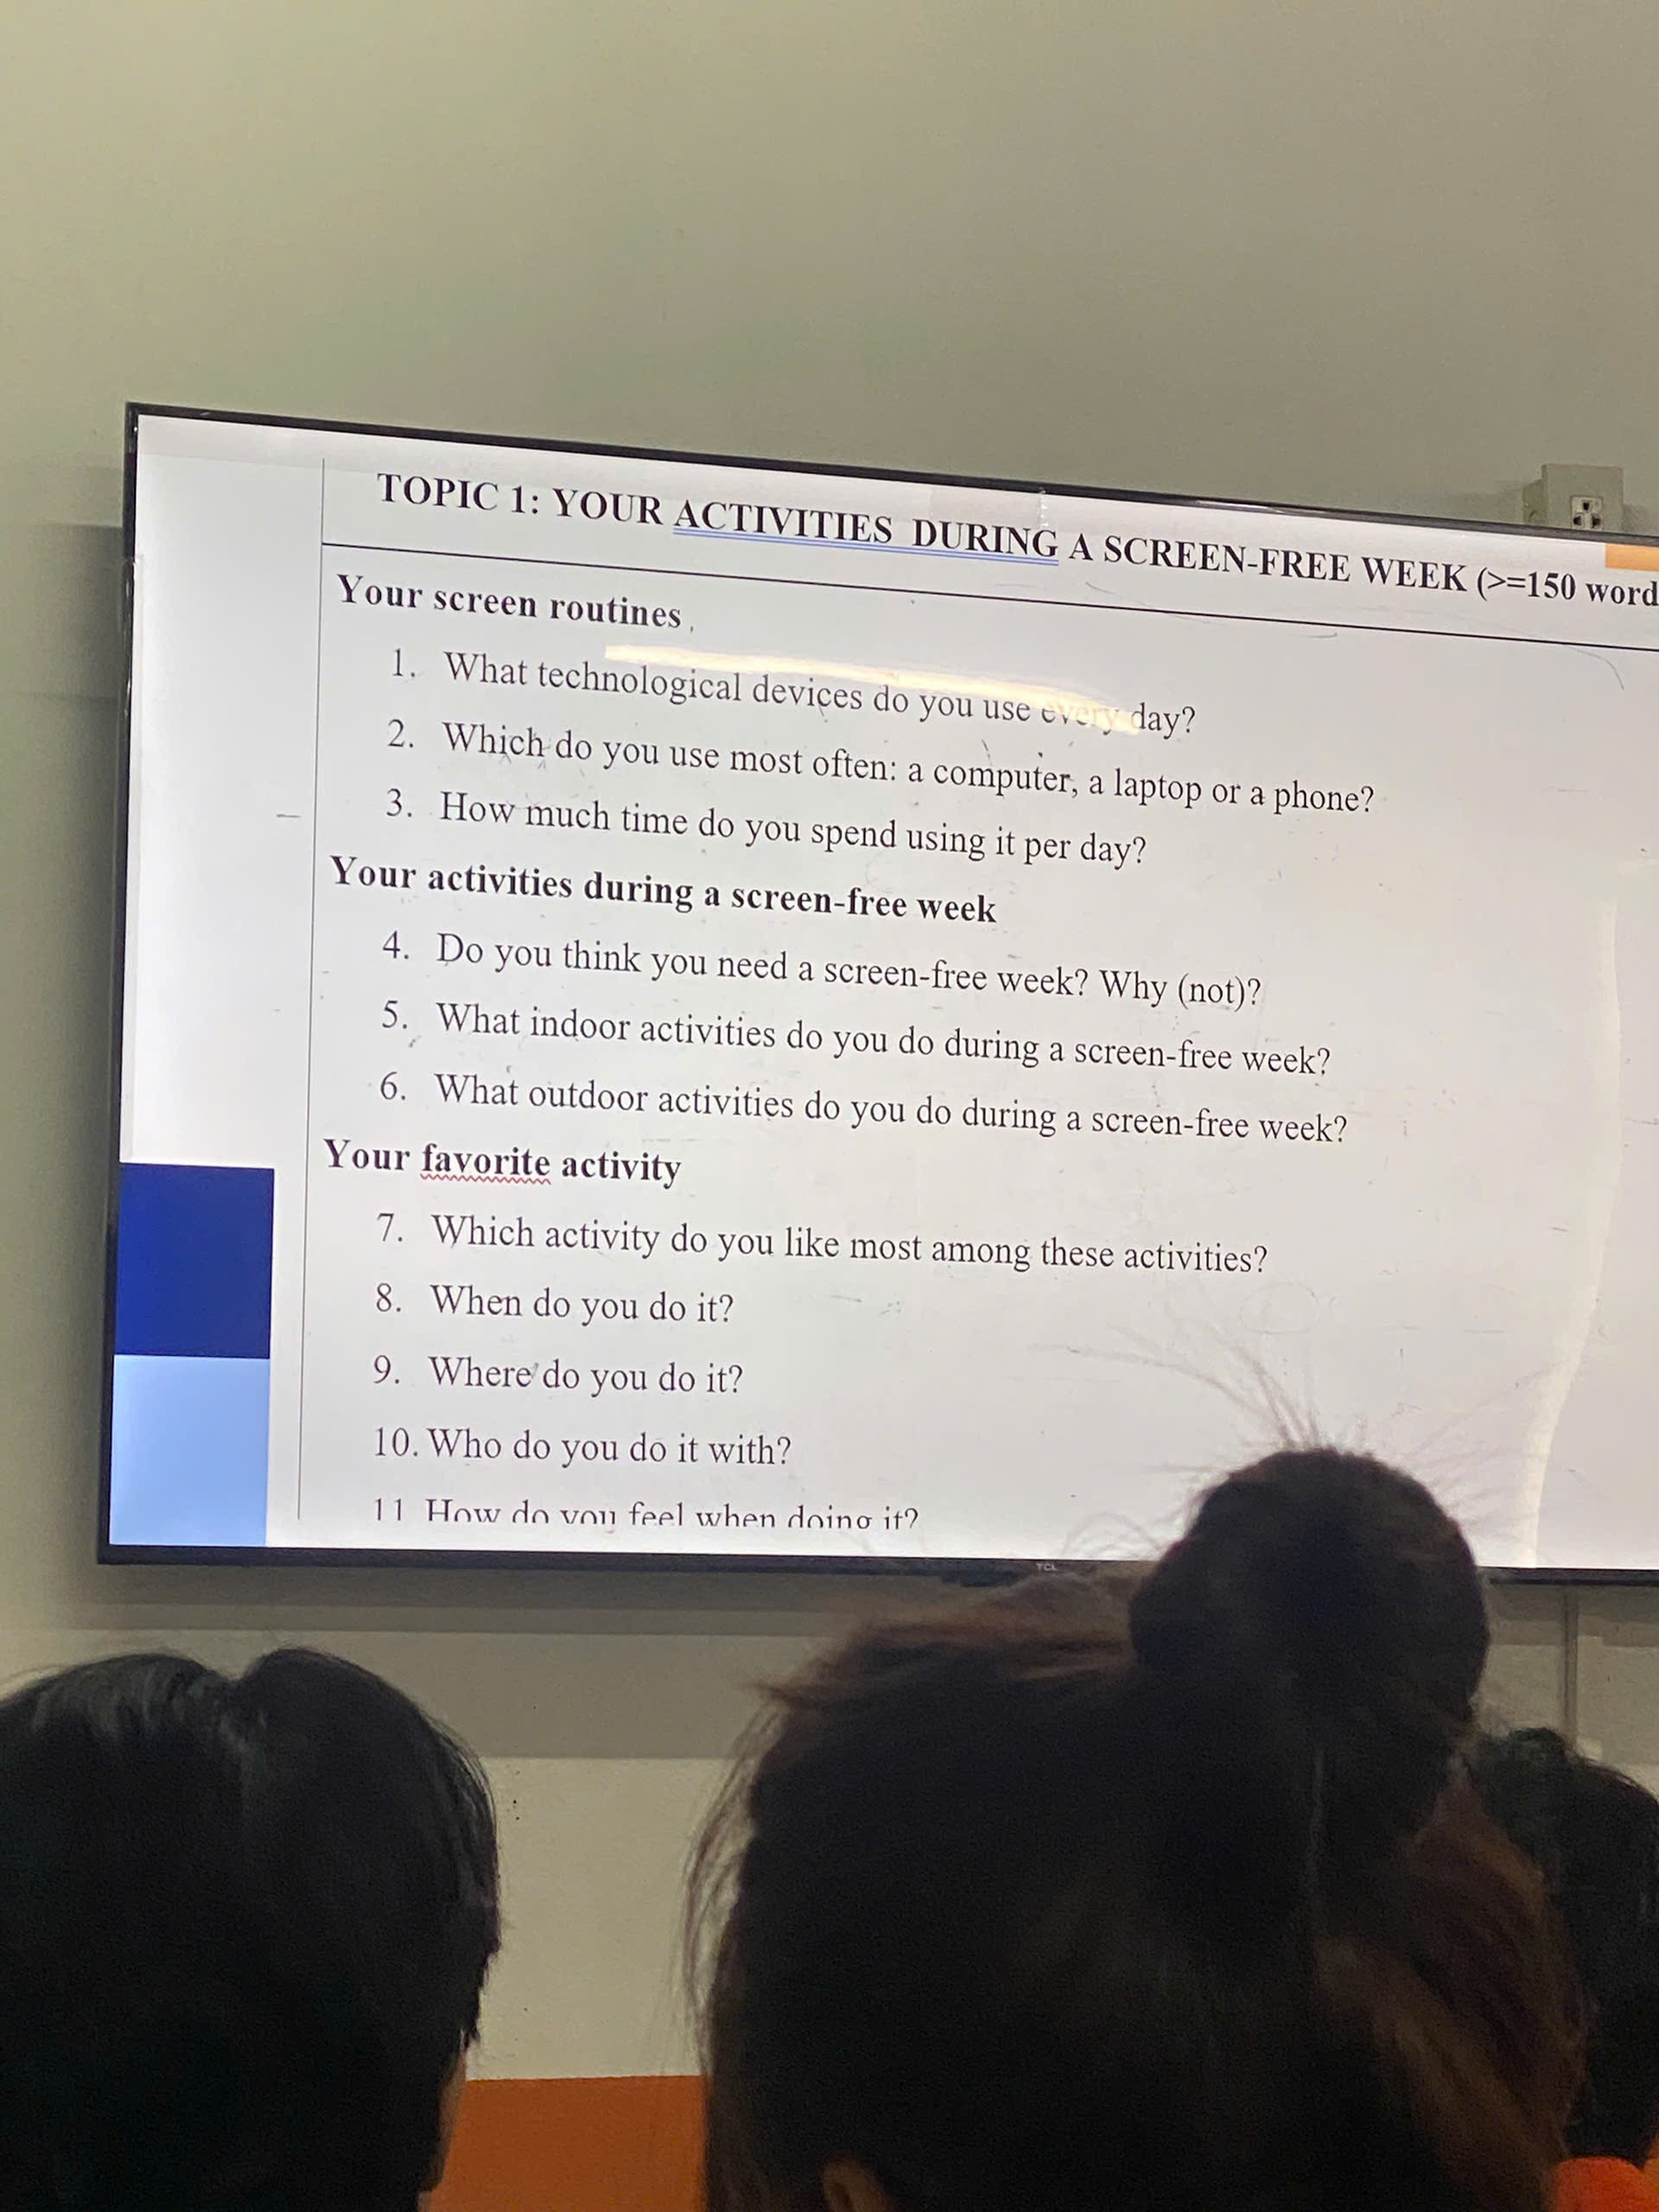 TOPIC 1: YOUR ACTIVITIES DURING A SCREEN-FREE WEEK (>=150 word
Your screen routines
1. What technological devices do you use every day?
2. Which do you use most often: a computer, a laptop or a phone?
3. How much time do you spend using it per day?
Your activities during a screen-free week
4. Do you think you need a screen-free week? Why (not)?
5. What indoor activities do you do during a screen-free week?
6. What outdoor activities do you do during a screen-free week?
Your favorite activity
7. Which activity do you like most among these activities?
8. When do you do it?
9. Where do you do it?
10. Who do you do it with?
11 How do you feel when doing it?
TCL